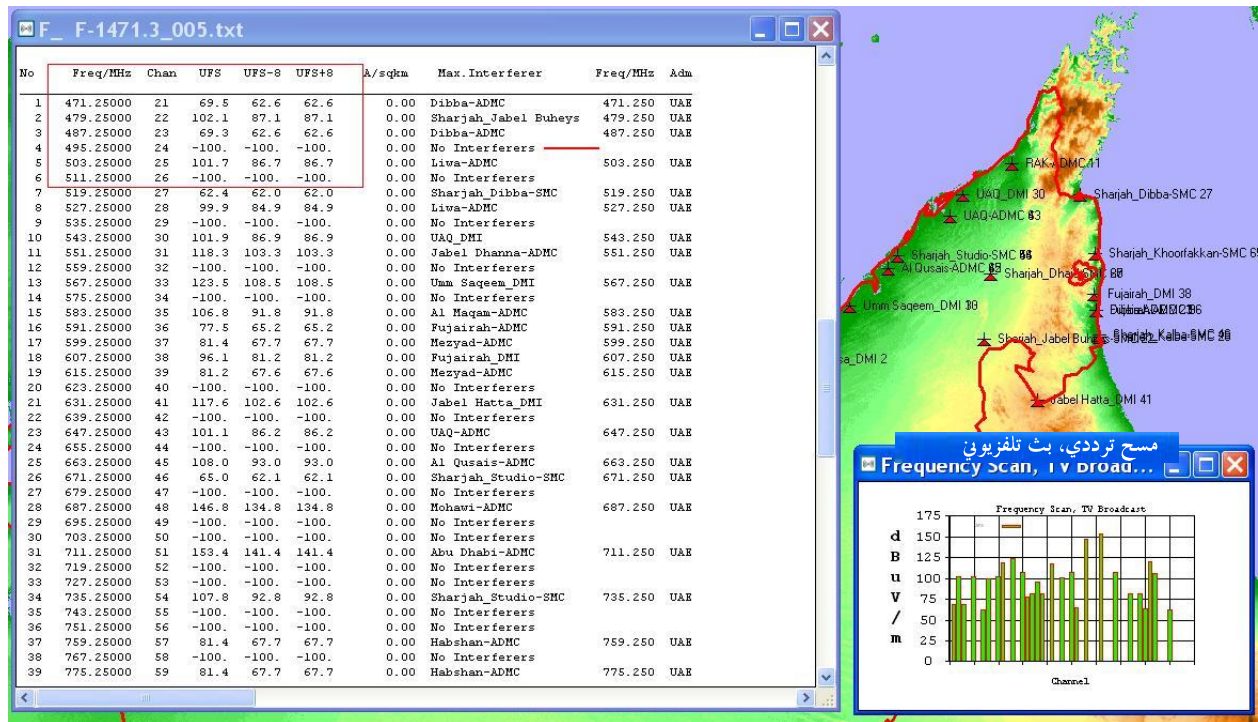 F_ F-1471.3_005.txt
No Freq/MHz Chan UFS UFS-8 UFS+8 A/sqkm Max.Interferer Freq/MHz Adm
1 471.25000 21 69.5 62.6 62.6 0.00 Dibba-ADMC 471.250 UAE
2 479.25000 22 102.1 87.1 87.1 0.00 Sharjah_Jabel Buheys 479.250 UAE
3 487.25000 23 69.3 62.6 62.6 0.00 Dibba-ADMC 487.250 UAE
4 495.25000 24 -100. -100. -100. 0.00 No Interferers
5 503.25000 25 101.7 86.7 86.7 0.00 Liwa-ADMC 503.250 UAE
6 511.25000 26 -100. -100. -100. 0.00 No Interferers
7 519.25000 27 62.4 62.0 62.0 0.00 Sharjah_Dibba-SMC 519.250 UAE
8 527.25000 28 99.9 84.9 84.9 0.00 Liwa-ADMC 527.250 UAE
9 535.25000 29 -100. -100. -100. 0.00 No Interferers
10 543.25000 30 101.9 86.9 86.9 0.00 UAQ_DMI 543.250 UAE
11 551.25000 31 118.3 103.3 103.3 0.00 Jabel Dhanna-ADMC 551.250 UAE
12 559.25000 32 -100. -100. -100. 0.00 No Interferers
13 567.25000 33 123.5 108.5 108.5 0.00 Umm Saqeem_DMI 567.250 UAE
14 575.25000 34 -100. -100. -100. 0.00 No Interferers
15 583.25000 35 106.8 91.8 91.8 0.00 Al Maqam-ADMC 583.250 UAE
16 591.25000 36 77.5 65.2 65.2 0.00 Fujairah-ADMC 591.250 UAE
17 599.25000 37 81.4 67.7 67.7 0.00 Mezyad-ADMC 599.250 UAE
18 607.25000 38 96.1 81.2 81.2 0.00 Fujairah_DMI 607.250 UAE
19 615.25000 39 81.2 67.6 67.6 0.00 Mezyad-ADMC 615.250 UAE
20 623.25000 40 -100. -100. -100. 0.00 No Interferers
21 631.25000 41 117.6 102.6 102.6 0.00 Jabel Hatta_DMI 631.250 UAE
22 639.25000 42 -100. -100. -100. 0.00 No Interferers
23 647.25000 43 101.1 86.2 86.2 0.00 UAQ-ADMC 647.250 UAE
24 655.25000 44 -100. -100. -100. 0.00 No Interferers
25 663.25000 45 108.0 93.0 93.0 0.00 Al Qusais-ADMC 663.250 UAE
26 671.25000 46 65.0 62.1 62.1 0.00 Sharjah_Studio-SMC 671.250 UAE
27 679.25000 47 -100. -100. -100. 0.00 No Interferers
28 687.25000 48 146.8 134.8 134.8 0.00 Mohawi-ADMC 687.250 UAE
29 695.25000 49 -100. -100. -100. 0.00 No Interferers
30 703.25000 50 -100. -100. -100. 0.00 No Interferers
31 711.25000 51 153.4 141.4 141.4 0.00 Abu Dhabi-ADMC 711.250 UAE
32 719.25000 52 -100. -100. -100. 0.00 No Interferers
33 727.25000 53 -100. -100. -100. 0.00 No Interferers
34 735.25000 54 107.8 92.8 92.8 0.00 Sharjah_Studio-SMC 735.250 UAE
35 743.25000 55 -100. -100. -100. 0.00 No Interferers
36 751.25000 56 -100. -100. -100. 0.00 No Interferers
37 759.25000 57 81.4 67.7 67.7 0.00 Habshan-ADMC 759.250 UAE
38 767.25000 58 -100. -100. -100. 0.00 No Interferers
39 775.25000 59 81.4 67.7 67.7 0.00 Habshan-ADMC 775.250 UAE
RAK-ADMC 11
UAQ_DMI 30
Sharjah_Dibba-SMC 27
UAQ-ADMC
Sharjah_Studio-SMC
Sharjah_Khoorfakkan-SMC
Al Qusais-ADMC
Fujairah_DMI 38
Umm Saqeem_DMI
Sharjah_Kalba-SMC
sa_DMI 2
Jabel Hatta_DMI 41
مسح ترددي، بث تلفزيوني
Frequency Scan, TV Broad...
Frequency Scan, TV Broadcast
dBuV/m
175
150
100
75
50
25
0
Channel